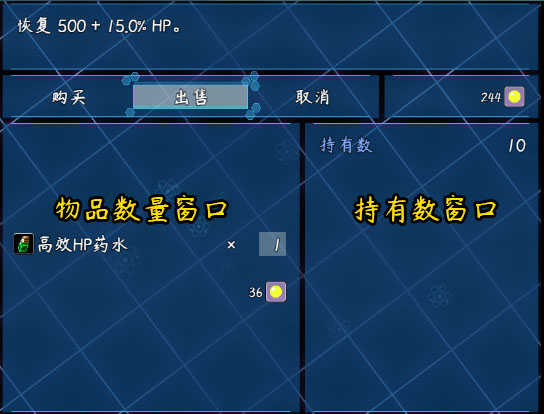 恢复 500 + 15.0% HP。
购买 出售 取消 244
持有数 10
物品数量窗口 持有数窗口
高效HP药水 × 1
36